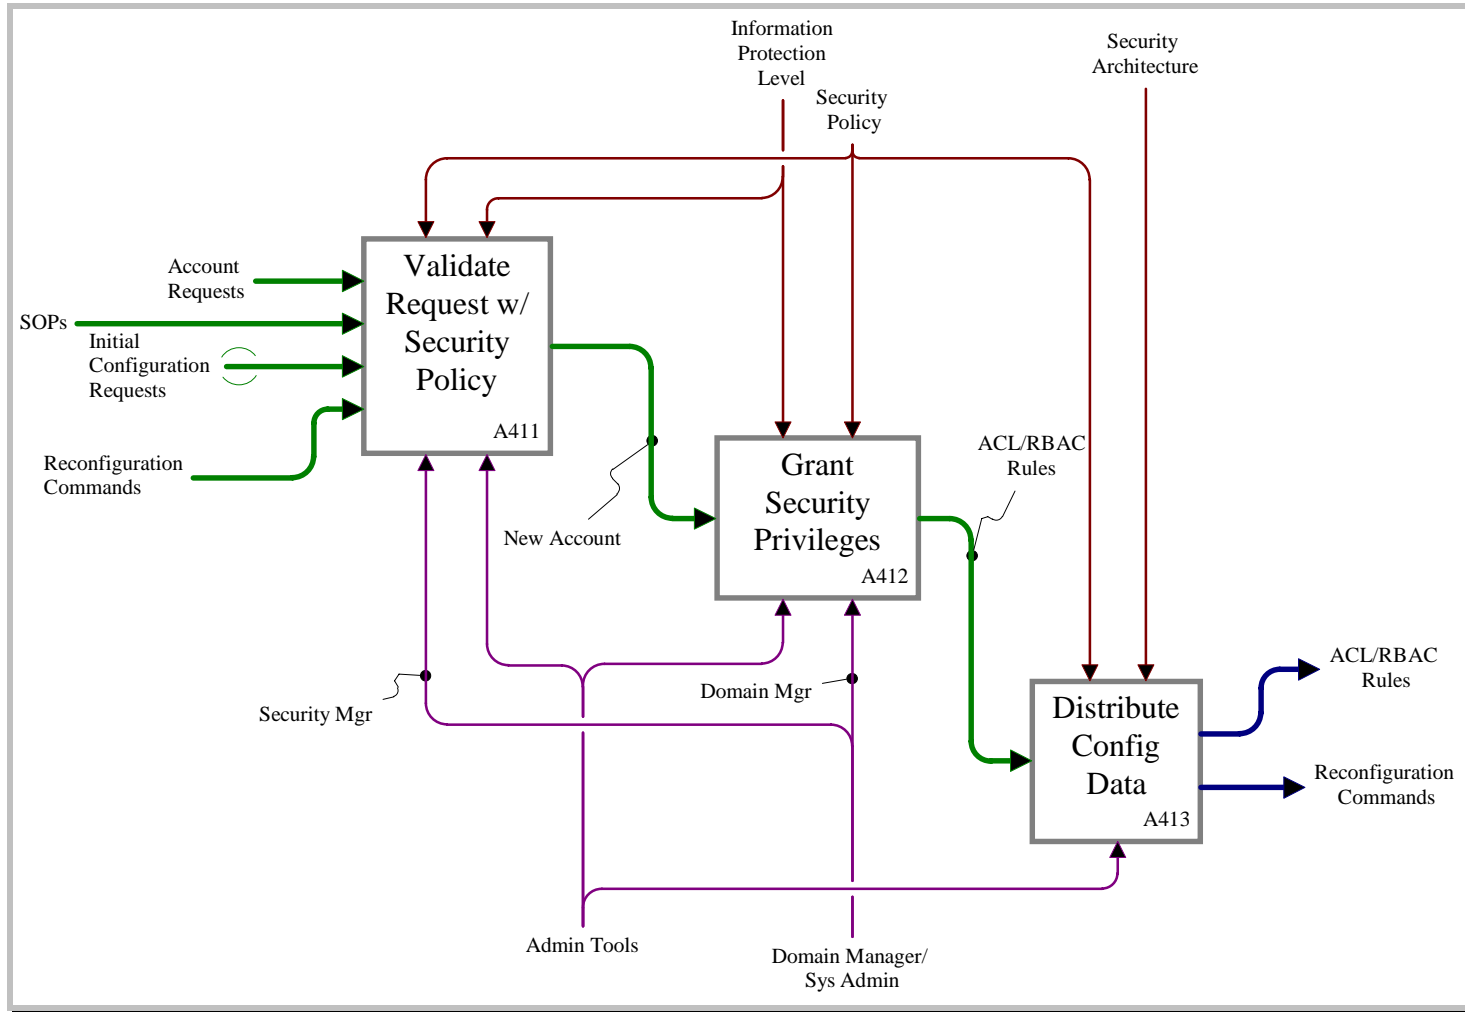 Information
Protection
Level
Security
Architecture
Security
Policy
Account
Requests
SOPs
Initial
Configuration
Requests
Reconfiguration
Commands
Validate
Request w/
Security
Policy
A411
New Account
Grant
Security
Privileges
A412
ACL/RBAC
Rules
Security Mgr
Domain Mgr
Distribute
Config
Data
A413
ACL/RBAC
Rules
Reconfiguration
Commands
Admin Tools
Domain Manager/
Sys Admin